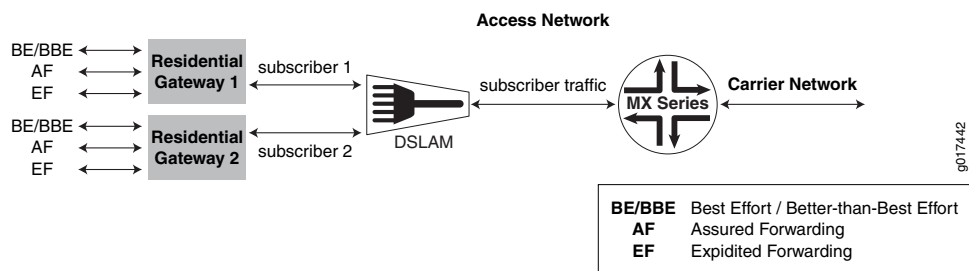 Access Network
BE/BBE
AF
EF
Residential
Gateway 1
subscriber 1
BE/BBE
AF
EF
Residential
Gateway 2
subscriber 2
DSLAM
subscriber traffic
MX Series
Carrier Network
g017442
BE/BBE Best Effort / Better-than-Best Effort
AF Assured Forwarding
EF Expidited Forwarding